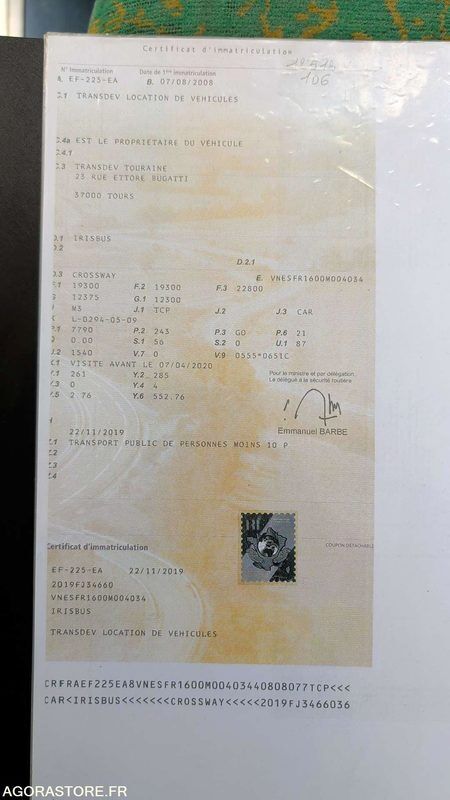 Certificat d'immatriculation
N° Immatriculation Date de 1ère immatriculation
A. EF-225-EA B. 07/08/2008
106
C.1 TRANSDEV LOCATION DE VEHICULES
C.4a EST LE PROPRIETAIRE DU VÉHICULE
C.4.1
C.3 TRANSDEV TOURAINE
23 RUE ETTORE BUGATTI
37000 TOURS
D.1 IRISBUS
D.2
D.2.1
E. VNESFR1600M004034
D.3 CROSSWAY
F.1 19300 F.2 19300 F.3 22800
G 12375 G.1 12300
J M3 J.1 TCP J.2 J.3 CAR
K L-0294-05-09
P.1 7790 P.2 243 P.3 GO P.6 21
Q 0.00 S.1 56 S.2 0 U.1 87
U.2 1540 V.7 0 V.9 0555*0651C
X.1 VISITE AVANT LE 07/04/2020
Y.1 261 Y.2 285
Y.3 0 Y.4 4
Y.5 2.76 Y.6 552.76
Pour le ministre et par délégation,
Le délégué à la sécurité routière
Emmanuel BARBE
H
I 22/11/2019
Z.1 TRANSPORT PUBLIC DE PERSONNES MOINS 10 P
Z.2
Z.3
Z.4
Certificat d'immatriculation
COUPON DÉTACHABLE
EF-225-EA 22/11/2019
2019FJ34660
VNESFR1600M004034
IRISBUS
TRANSDEV LOCATION DE VEHICULES
CRFRAEF225EA8VNESFR1600M00403440808077TCP<<<
CAR<IRISBUS<<<<<<<CROSSWAY<<<<<2019FJ3466036
AGORASTORE.FR